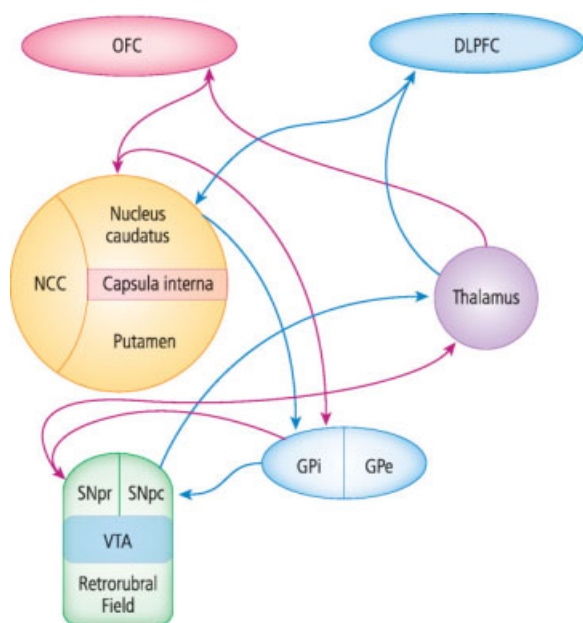 OFC
DLPFC
Nucleus
caudatus
NCC
Capsula interna
Thalamus
Putamen
GPi
GPe
SNpr
SNpc
VTA
Retrorubral
Field